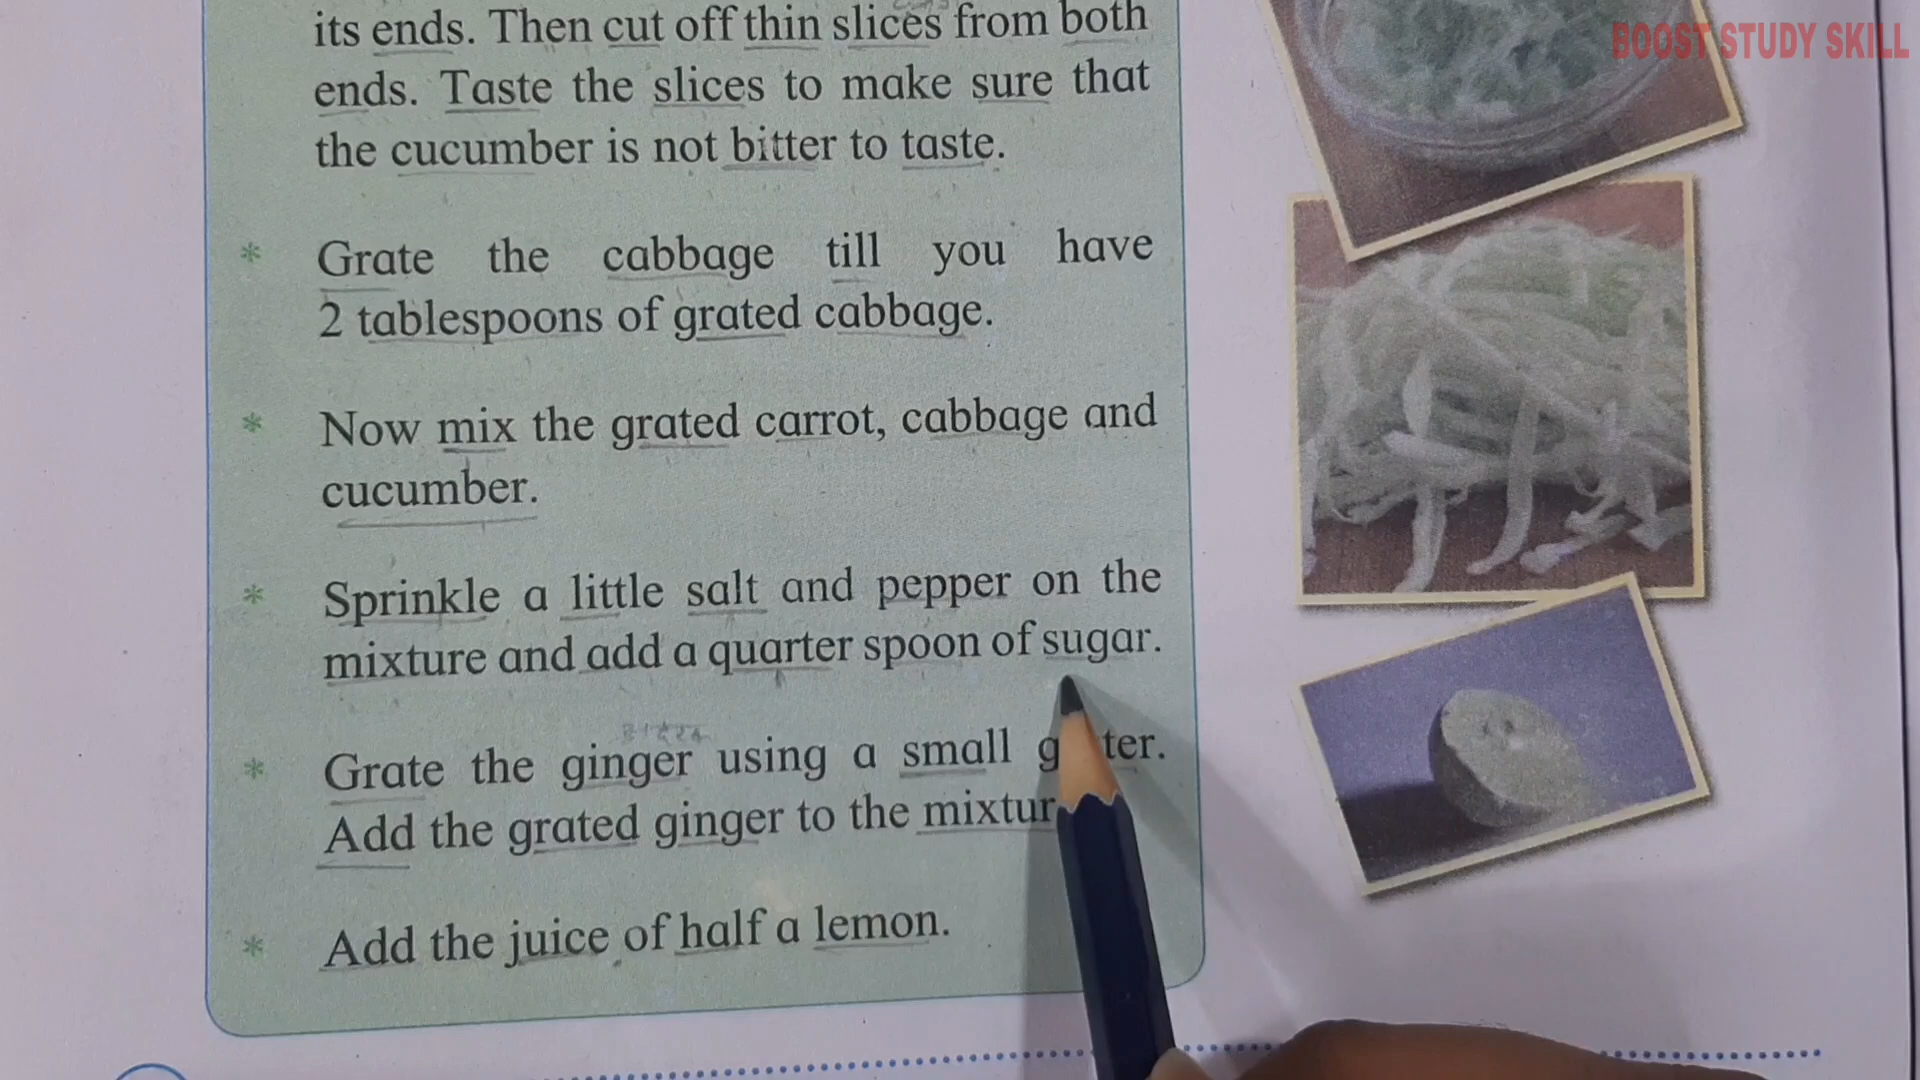 BOOST STUDY SKILL
its ends. Then cut off thin slices from both
ends. Taste the slices to make sure that
the cucumber is not bitter to taste.
* Grate the cabbage till you have
2 tablespoons of grated cabbage.
* Now mix the grated carrot, cabbage and
cucumber.
* Sprinkle a little salt and pepper on the
mixture and add a quarter spoon of sugar.
* Grate the ginger using a small
Add the grated ginger to the
* Add the juice of half a lemon.